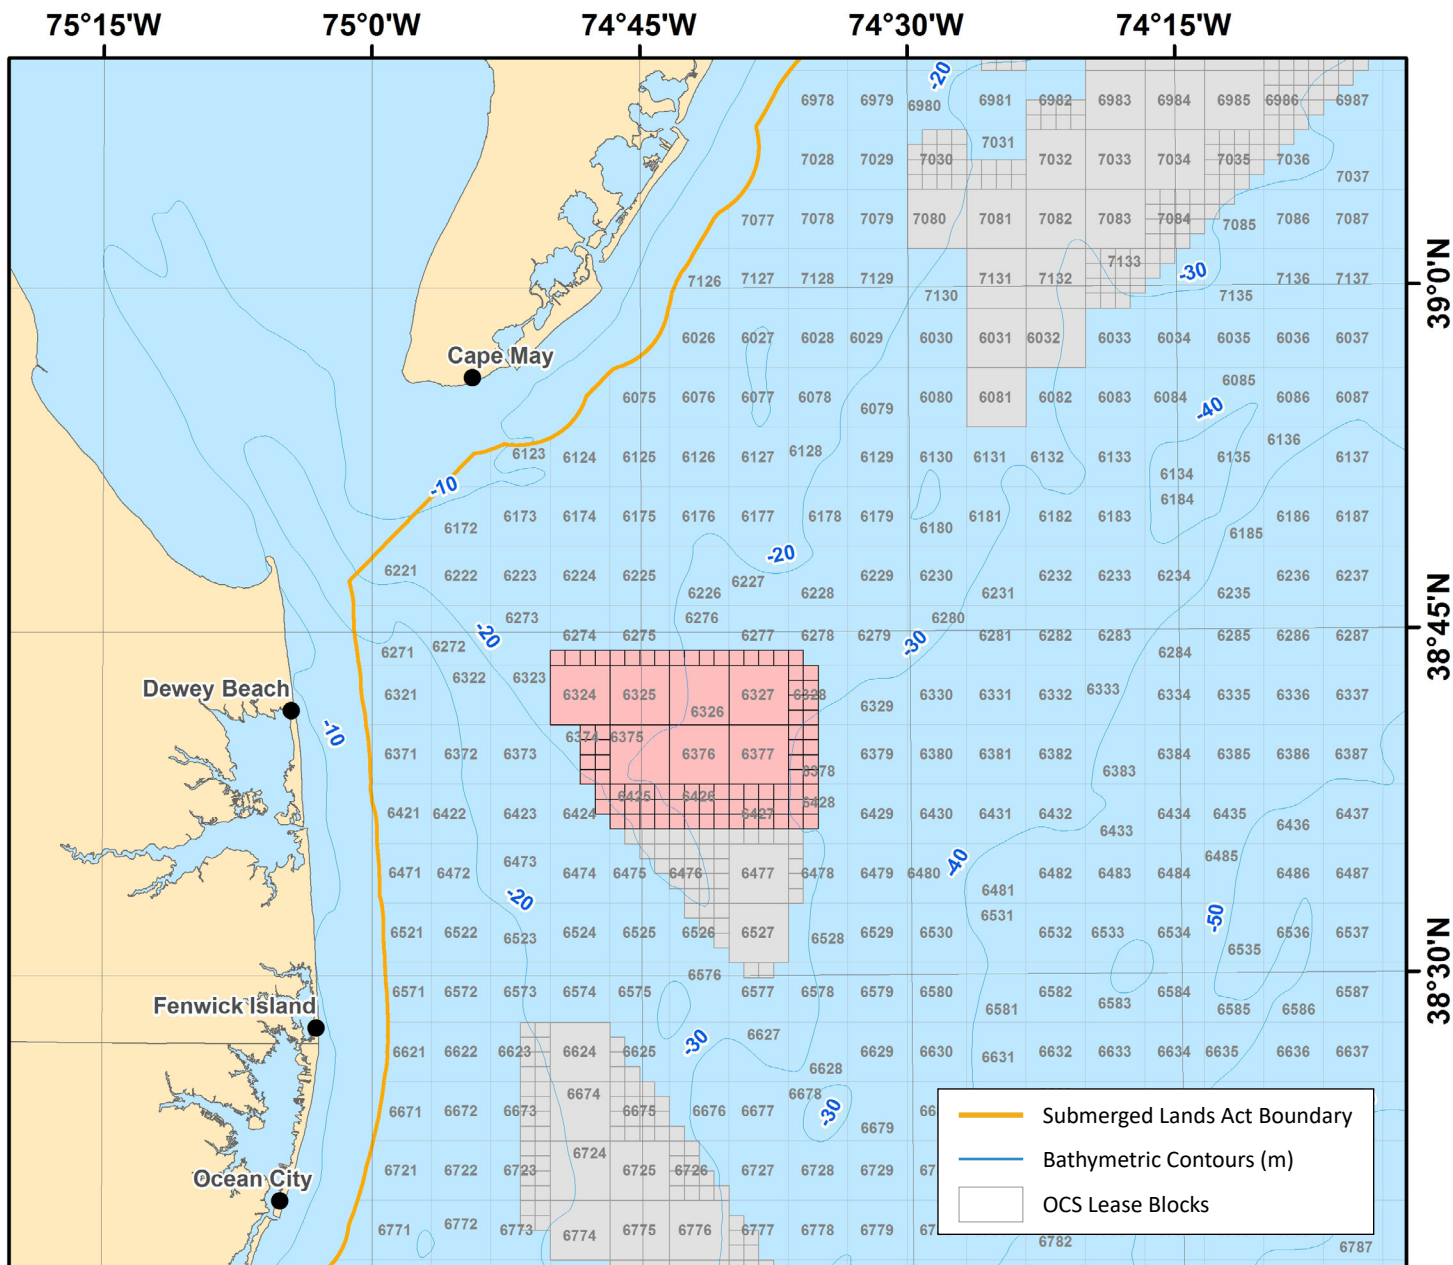 75°15'W 75°0'W 74°45'W 74°30'W 74°15'W
-20
6978 6979 6980 6981 6982 6983 6984 6985 6986 6987
7028 7029 7030 7031 7032 7033 7034 7035 7036 7037
7077 7078 7079 7080 7081 7082 7083 7084 7085 7086 7087
7126 7127 7128 7129 7130 7131 7132 7133 -30 7135 7136 7137
39°0'N
6026 6027 6028 6029 6030 6031 6032 6033 6034 6035 6036 6037
Cape May
6075 6076 6077 6078 6079 6080 6081 6082 6083 6084 6085 6086 6087
-40
6123 6124 6125 6126 6127 6128 6129 6130 6131 6132 6133 6134 6135 6136 6137
-10
6172 6173 6174 6175 6176 6177 6178 6179 6180 6181 6182 6183 6184 6185 6186 6187
-20
6221 6222 6223 6224 6225 6226 6227 6228 6229 6230 6231 6232 6233 6234 6235 6236 6237
-20
6271 6272 6273 6274 6275 6276 6277 6278 6279 6280 6281 6282 6283 6284 6285 6286 6287
-30
38°45'N
Dewey Beach
6321 6322 6323 6324 6325 6326 6327 6328 6329 6330 6331 6332 6333 6334 6335 6336 6337
-10
6371 6372 6373 6374 6375 6376 6377 6378 6379 6380 6381 6382 6383 6384 6385 6386 6387
6421 6422 6423 6424 6425 6426 6427 6428 6429 6430 6431 6432 6433 6434 6435 6436 6437
-40
6471 6472 6473 6474 6475 6476 6477 6478 6479 6480 6481 6482 6483 6484 6485 6486 6487
-20 -50
6521 6522 6523 6524 6525 6526 6527 6528 6529 6530 6531 6532 6533 6534 6535 6536 6537
38°30'N
Fenwick Island
6571 6572 6573 6574 6575 6576 6577 6578 6579 6580 6581 6582 6583 6584 6585 6586 6587
-30
6621 6622 6623 6624 6625 6627 6628 6629 6630 6631 6632 6633 6634 6635 6636 6637
6671 6672 6673 6674 6675 6676 6677 6678 6679
-30
Ocean City
6721 6722 6723 6724 6725 6726 6727 6728 6729
6771 6772 6773 6774 6775 6776 6777 6778 6779 6782 6787
Submerged Lands Act Boundary
Bathymetric Contours (m)
OCS Lease Blocks